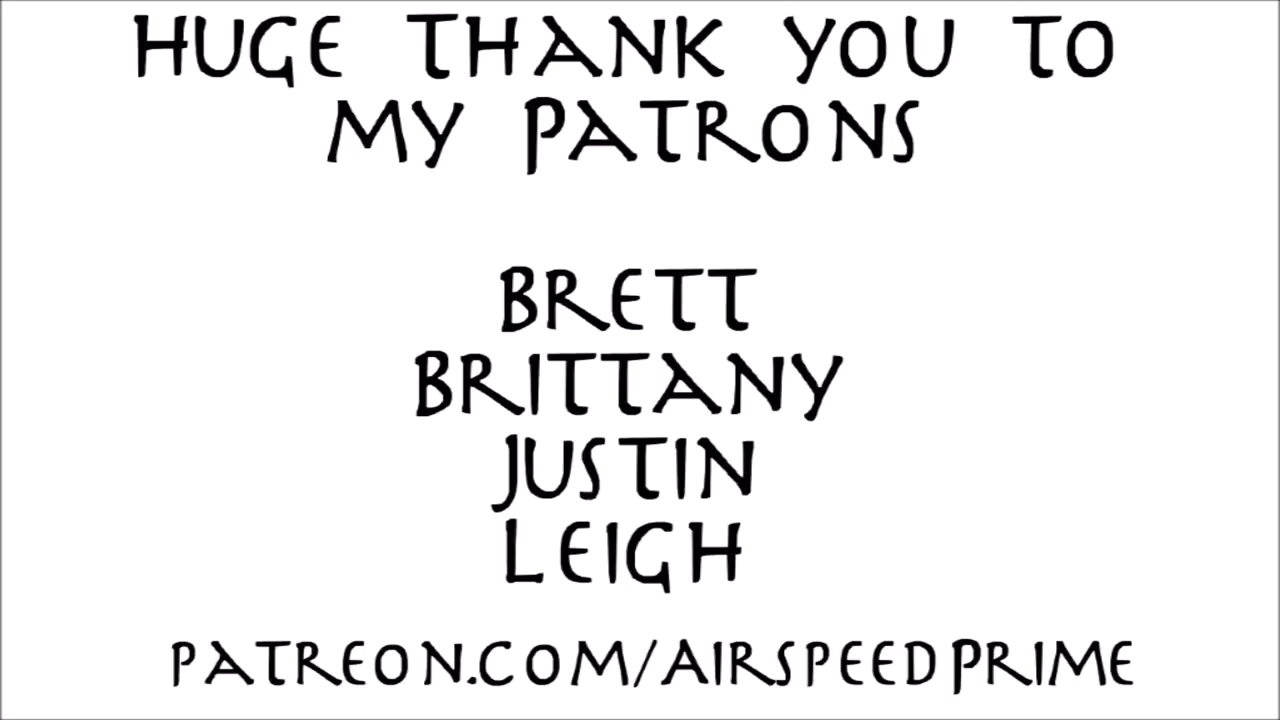 HUGE THANK YOU TO
MY PATRONS
BRETT
BRITTANY
JUSTIN
LEIGH
PATREON.COM/AIRSPEEDPRIME